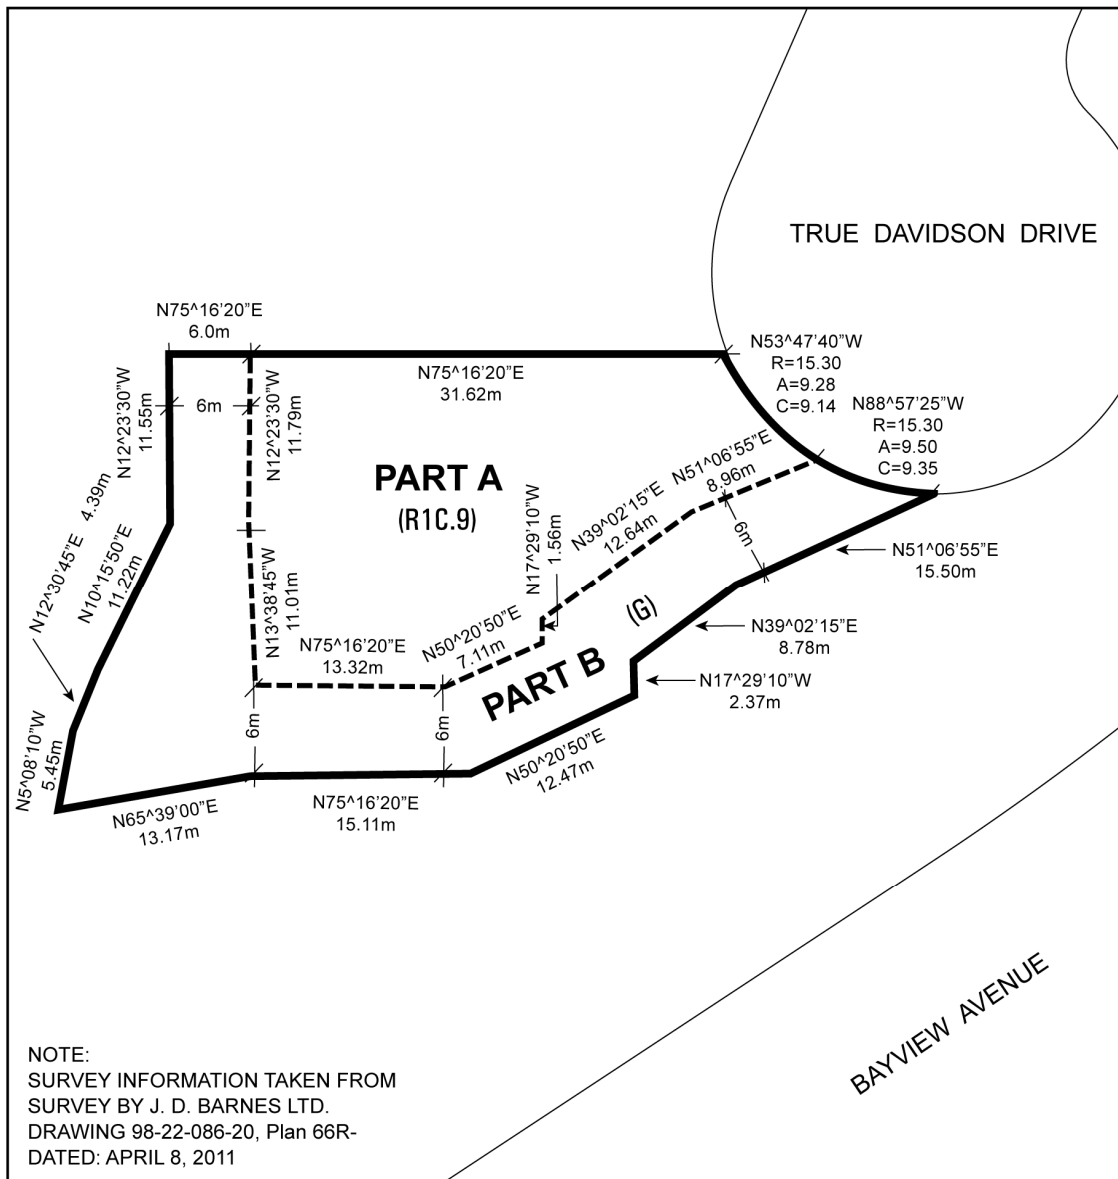 TRUE DAVIDSON DRIVE
N75^16'20"E
6.0m
N53^47'40"W
R=15.30
A=9.28
C=9.14
N75^16'20"E
31.62m
N88^57'25"W
R=15.30
A=9.50
C=9.35
N12^23'30"W
11.55m
6m
N12^23'30"W
11.79m
PART A
(R1C.9)
N51^06'55"E
8.96m
N39^02'15"E
12.64m
N17^29'10"W
1.56m
6m
N51^06'55"E
15.50m
N12^30'45"E 4.39m
N10^15'50"E
11.22m
N13^38'45"W
11.01m
N75^16'20"E
13.32m
N50^20'50"E
7.11m
(G)
PART B
N39^02'15"E
8.78m
N17^29'10"W
2.37m
N5^08'10"W
5.45m
6m
6m
N50^20'50"E
12.47m
N65^39'00"E
13.17m
N75^16'20"E
15.11m
BAYVIEW AVENUE
NOTE:
SURVEY INFORMATION TAKEN FROM
SURVEY BY J. D. BARNES LTD.
DRAWING 98-22-086-20, Plan 66R-
DATED: APRIL 8, 2011